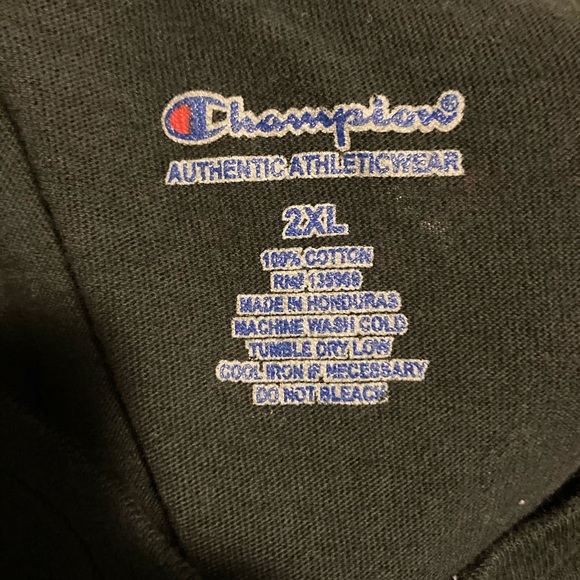 Champion®
AUTHENTIC ATHLETICWEAR
2XL
100% COTTON
RN# 135908
MADE IN HONDURAS
MACHINE WASH COLD
TUMBLE DRY LOW
COOL IRON IF NECESSARY
DO NOT BLEACH